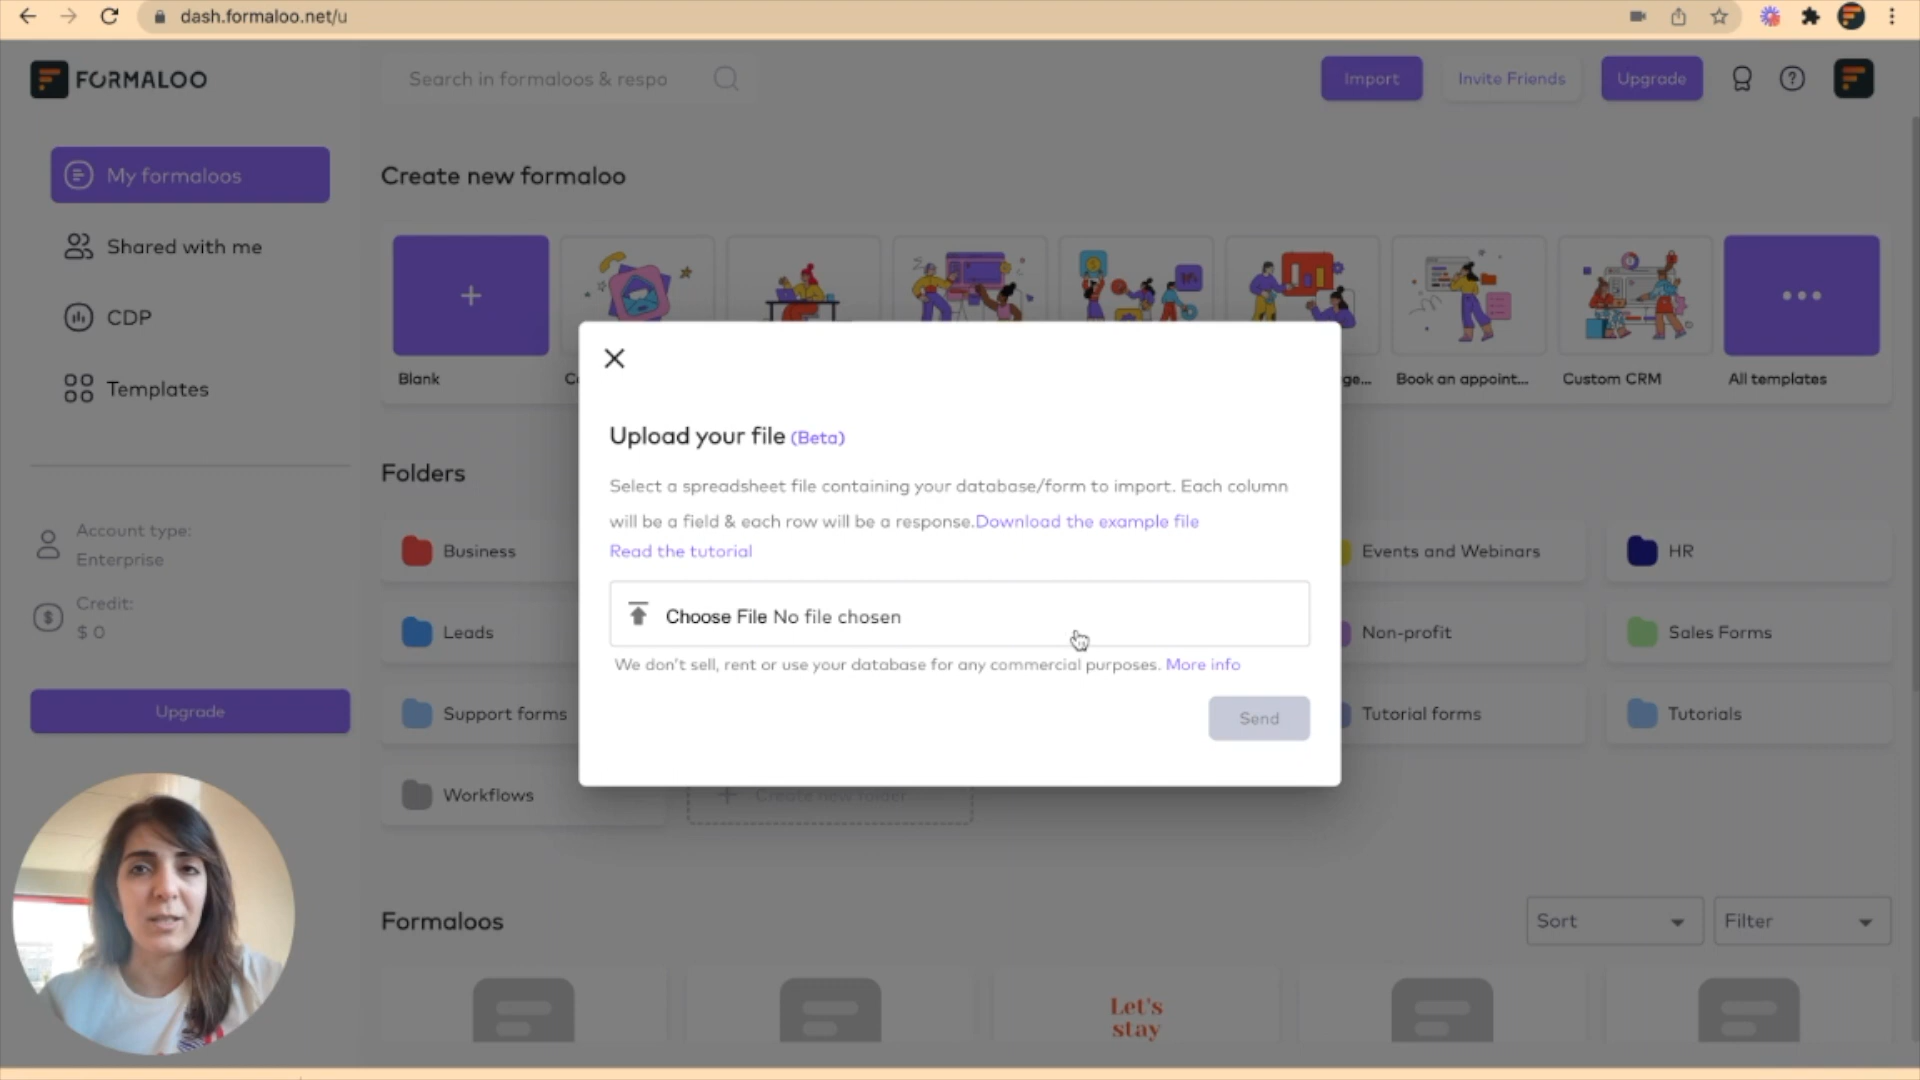 dash.formaloo.net/u
FORMALOO
Search in formaloos & respo
Import
Invite Friends
Upgrade
My formaloos
Shared with me
CDP
Templates
Account type:
Enterprise
Credit:
$ 0
Upgrade
Create new formaloo
Blank
Book an appoint...
Custom CRM
All templates
Folders
Business
Events and Webinars
HR
Leads
Non-profit
Sales Forms
Support forms
Tutorial forms
Tutorials
Workflows
Create new folder
Upload your file (Beta)
Select a spreadsheet file containing your database/form to import. Each column
will be a field & each row will be a response.Download the example file
Read the tutorial
Choose File No file chosen
We don't sell, rent or use your database for any commercial purposes. More info
Send
Formaloos
Sort
Filter
Let's
stay